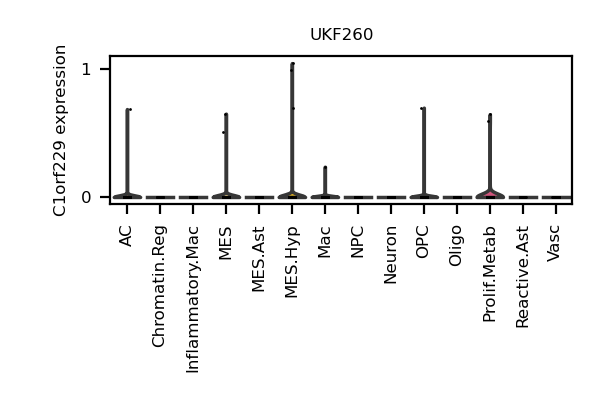 UKF260
C1orf229 expression
1
0
AC
Chromatin.Reg
Inflammatory.Mac
MES
MES.Ast
MES.Hyp
Mac
NPC
Neuron
OPC
Oligo
Prolif.Metab
Reactive.Ast
Vasc